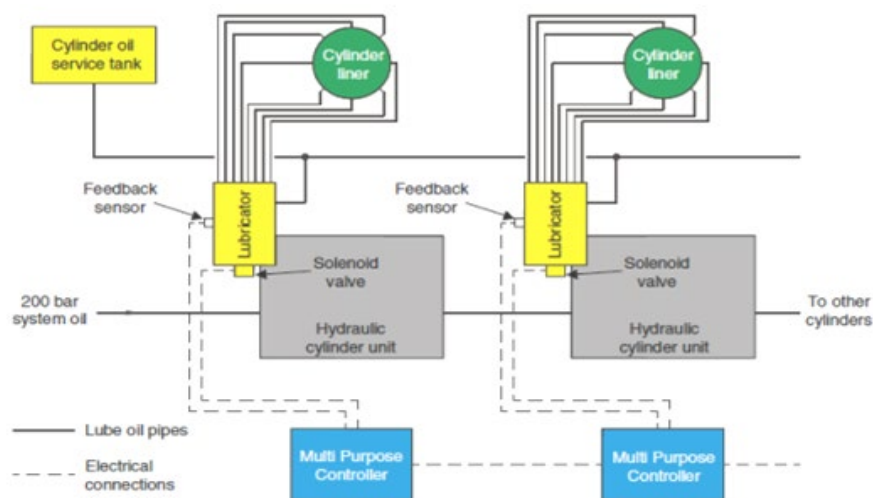 Cylinder oil
service tank
Cylinder
liner
Cylinder
liner
Feedback
sensor
Lubricator
Feedback
sensor
Lubricator
Solenoid
valve
Solenoid
valve
200 bar
system oil
Hydraulic
cylinder unit
Hydraulic
cylinder unit
To other
cylinders
Lube oil pipes
Electrical
connections
Multi Purpose
Controller
Multi Purpose
Controller